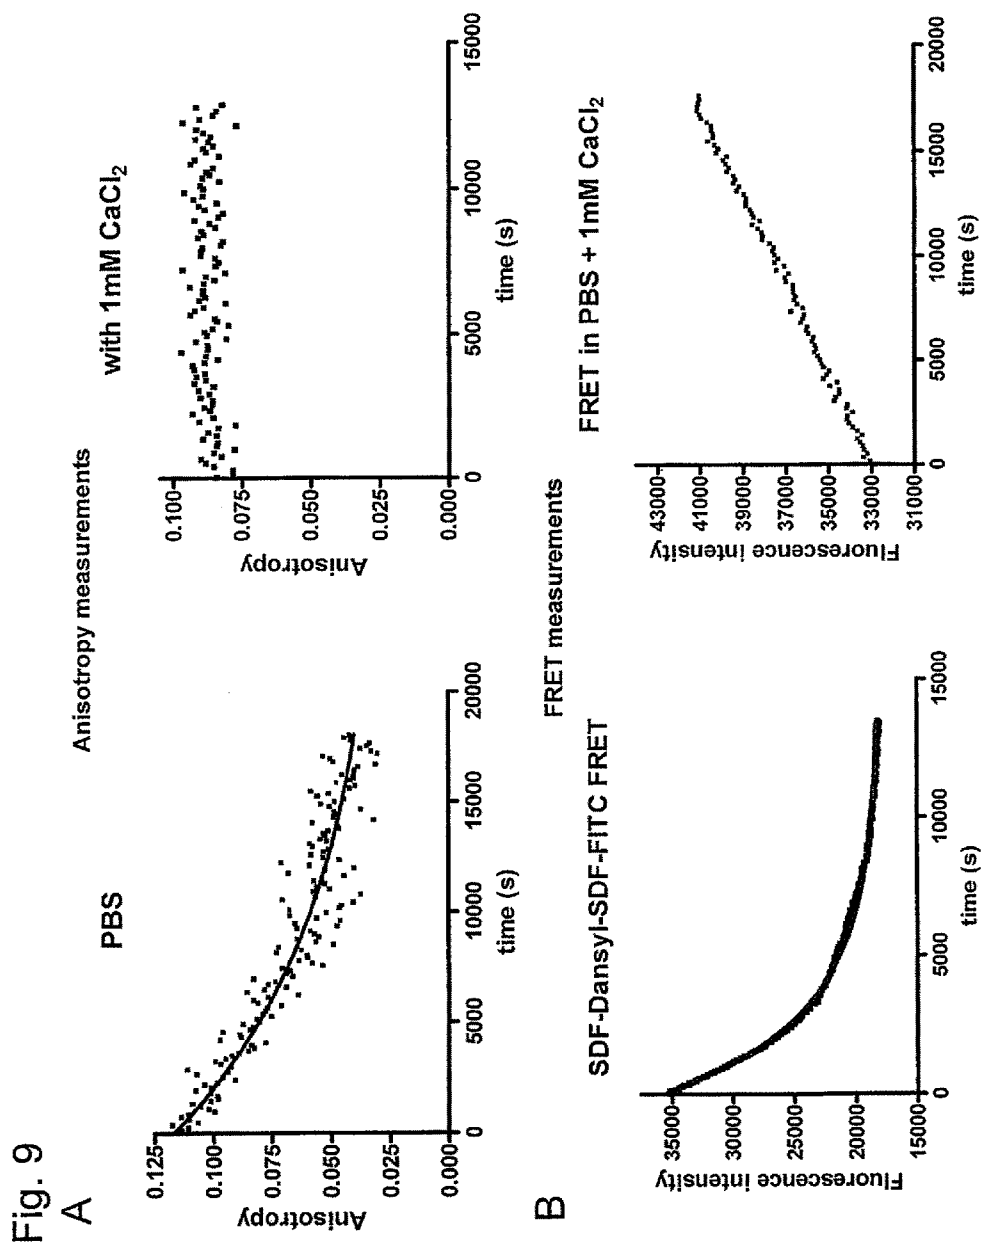 Fig. 9
A
Anisotropy measurements
PBS
Anisotropy
0.125
0.100
0.075
0.050
0.025
0.000
0
5000
10000
15000
20000
time (s)
with 1mM CaCl₂
Anisotropy
0.100
0.075
0.050
0.025
0.000
0
5000
10000
15000
time (s)
B
FRET measurements
SDF-Dansyl-SDF-FITC FRET
Fluorescence intensity
35000
30000
25000
20000
15000
0
5000
10000
15000
time (s)
FRET in PBS + 1mM CaCl₂
Fluorescence intensity
43000
41000
39000
37000
35000
33000
31000
0
5000
10000
15000
20000
time (s)